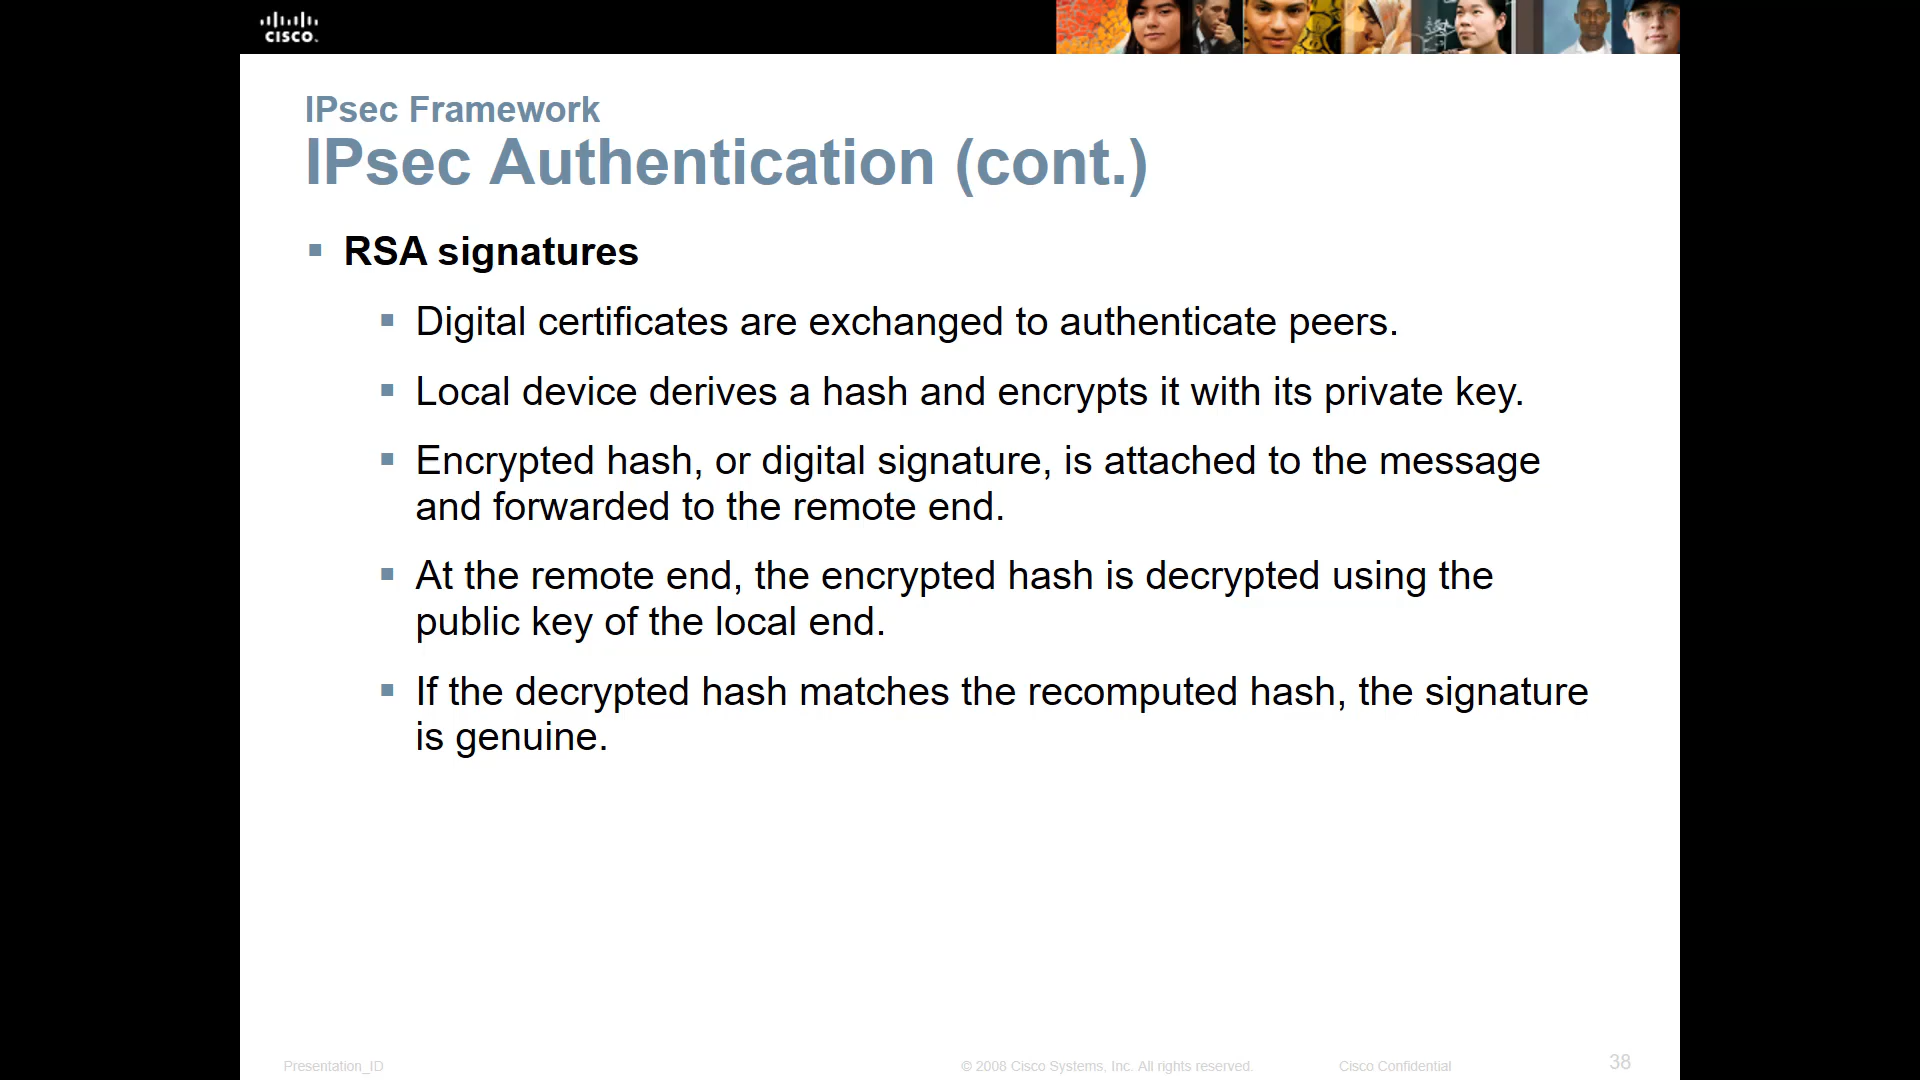 CISCO.
IPsec Framework
IPsec Authentication (cont.)
▪ RSA signatures
▪ Digital certificates are exchanged to authenticate peers.
▪ Local device derives a hash and encrypts it with its private key.
▪ Encrypted hash, or digital signature, is attached to the message
and forwarded to the remote end.
▪ At the remote end, the encrypted hash is decrypted using the
public key of the local end.
▪ If the decrypted hash matches the recomputed hash, the signature
is genuine.
Presentation_ID © 2008 Cisco Systems, Inc. All rights reserved. Cisco Confidential 38